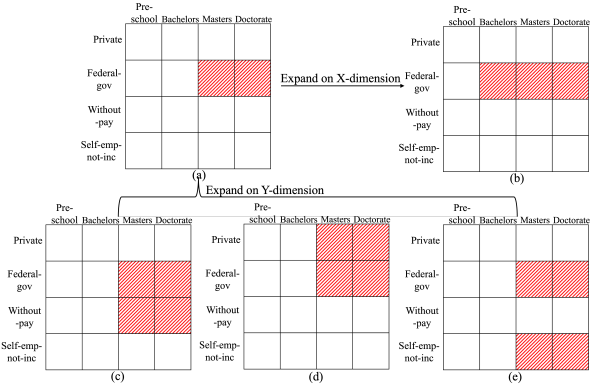 Pre-
school Bachelors Masters Doctorate
Private
Federal-
gov
Without
-pay
Self-emp-
not-inc
(a)
Expand on X-dimension
Pre-
school Bachelors Masters Doctorate
Private
Federal-
gov
Without
-pay
Self-emp-
not-inc
(b)
Expand on Y-dimension
Pre-
school Bachelors Masters Doctorate
Private
Federal-
gov
Without
-pay
Self-emp-
not-inc
(c)
Pre-
school Bachelors Masters Doctorate
Private
Federal-
gov
Without
-pay
Self-emp-
not-inc
(d)
Pre-
school Bachelors Masters Doctorate
Private
Federal-
gov
Without
-pay
Self-emp-
not-inc
(e)